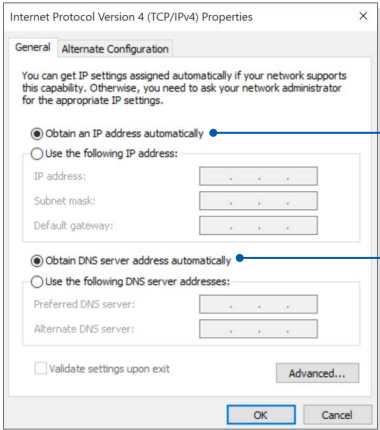 Internet Protocol Version 4 (TCP/IPv4) Properties
General Alternate Configuration
You can get IP settings assigned automatically if your network supports
this capability. Otherwise, you need to ask your network administrator
for the appropriate IP settings.
Obtain an IP address automatically
Use the following IP address:
IP address:
Subnet mask:
Default gateway:
Obtain DNS server address automatically
Use the following DNS server addresses:
Preferred DNS server:
Alternate DNS server:
Validate settings upon exit
Advanced...
OK Cancel